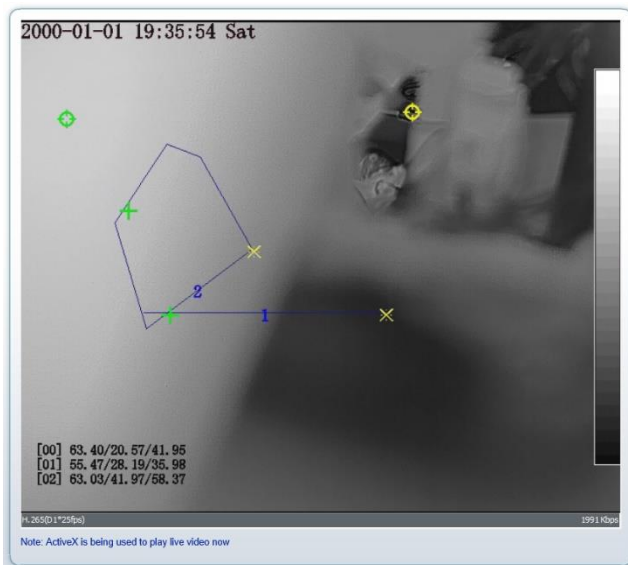 2000-01-01 19:35:54 Sat
2
1
[00] 63.40/20.57/41.95
[01] 55.47/28.19/35.98
[02] 63.03/41.97/58.37
H.265(D1*25fps) 1991 Kbps
Note: ActiveX is being used to play live video now